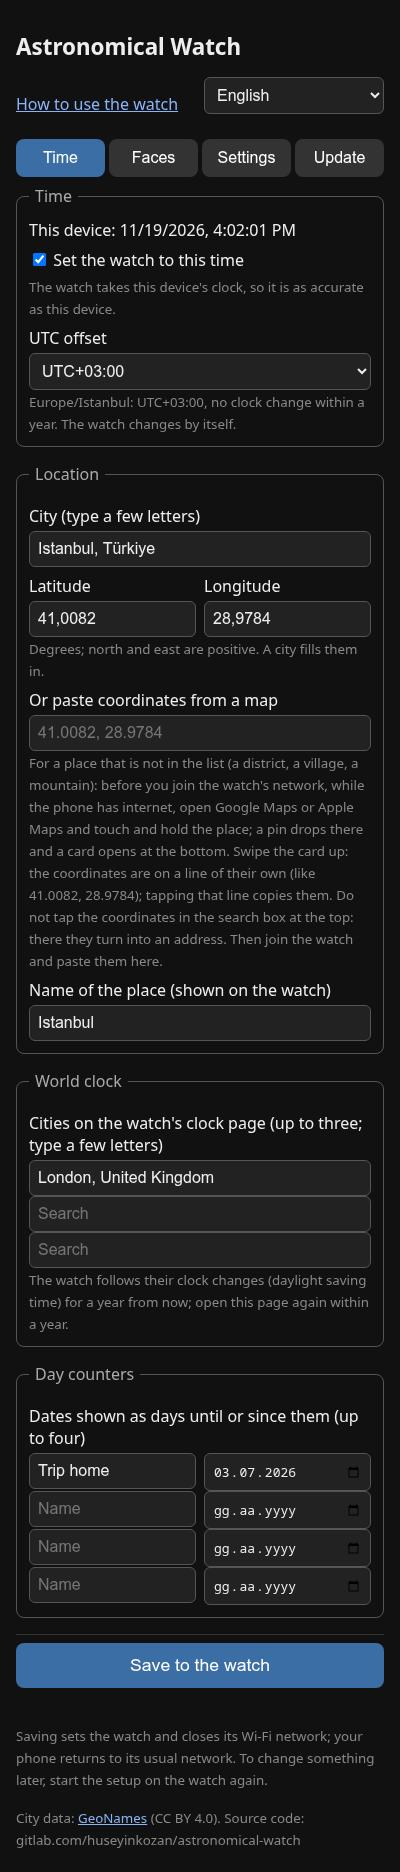 Astronomical Watch
How to use the watch
English
Time
Faces
Settings
Update
Time
This device: 11/19/2026, 4:02:01 PM
Set the watch to this time
The watch takes this device's clock, so it is as accurate
as this device.
UTC offset
UTC+03:00
Europe/Istanbul: UTC+03:00, no clock change within a
year. The watch changes by itself.
Location
City (type a few letters)
Istanbul, Türkiye
Latitude
Longitude
41,0082
28,9784
Degrees; north and east are positive. A city fills them
in.
Or paste coordinates from a map
41.0082, 28.9784
For a place that is not in the list (a district, a village, a
mountain): before you join the watch's network, while
the phone has internet, open Google Maps or Apple
Maps and touch and hold the place; a pin drops there
and a card opens at the bottom. Swipe the card up:
the coordinates are on a line of their own (like
41.0082, 28.9784); tapping that line copies them. Do
not tap the coordinates in the search box at the top:
there they turn into an address. Then join the watch
and paste them here.
Name of the place (shown on the watch)
Istanbul
World clock
Cities on the watch's clock page (up to three;
type a few letters)
London, United Kingdom
Search
Search
The watch follows their clock changes (daylight saving
time) for a year from now; open this page again within
a year.
Day counters
Dates shown as days until or since them (up
to four)
Trip home
03.07.2026
Name
gg.aa.yyyy
Name
gg.aa.yyyy
Name
gg.aa.yyyy
Save to the watch
Saving sets the watch and closes its Wi-Fi network; your
phone returns to its usual network. To change something
later, start the setup on the watch again.
City data: GeoNames (CC BY 4.0). Source code:
gitlab.com/huseyinkozan/astronomical-watch